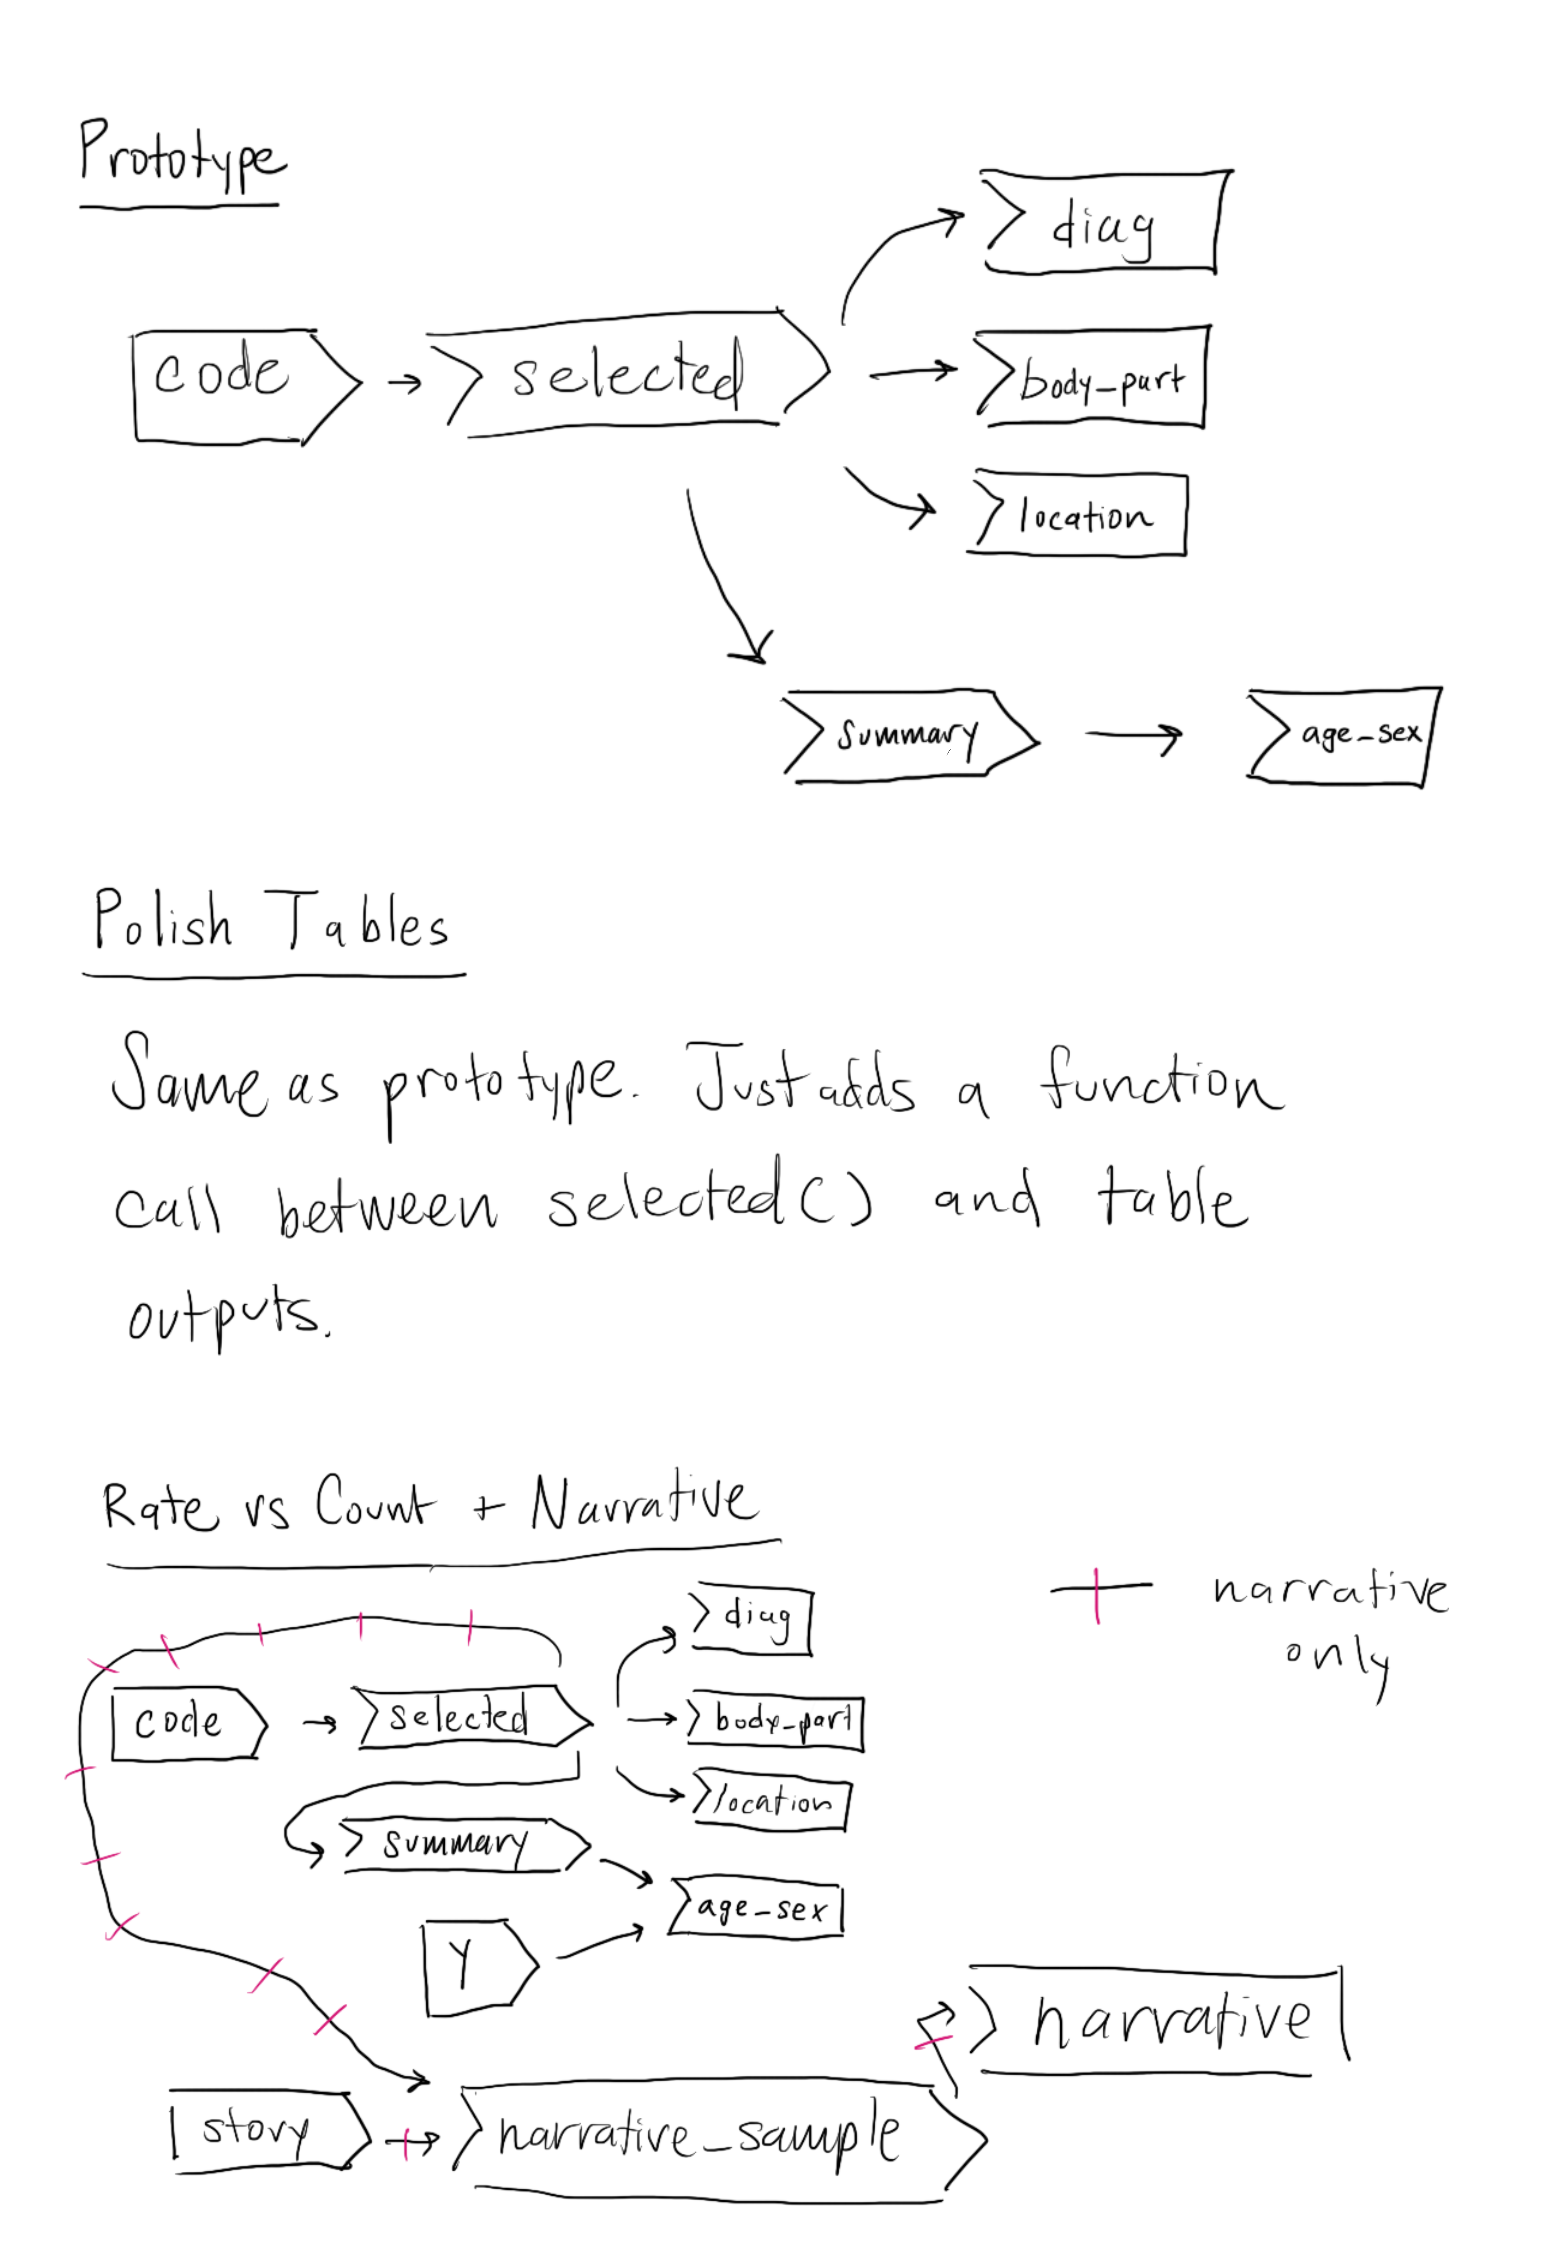 Prototype
diag
code
selected
body_part
location
summary
age_sex
Polish Tables
Same as prototype. Just adds a function
call between selected() and table
outputs.
Rate vs Count + Narrative
narrative
only
diag
code
selected
body_part
location
summary
age_sex
Y
narrative
story
narrative_sample